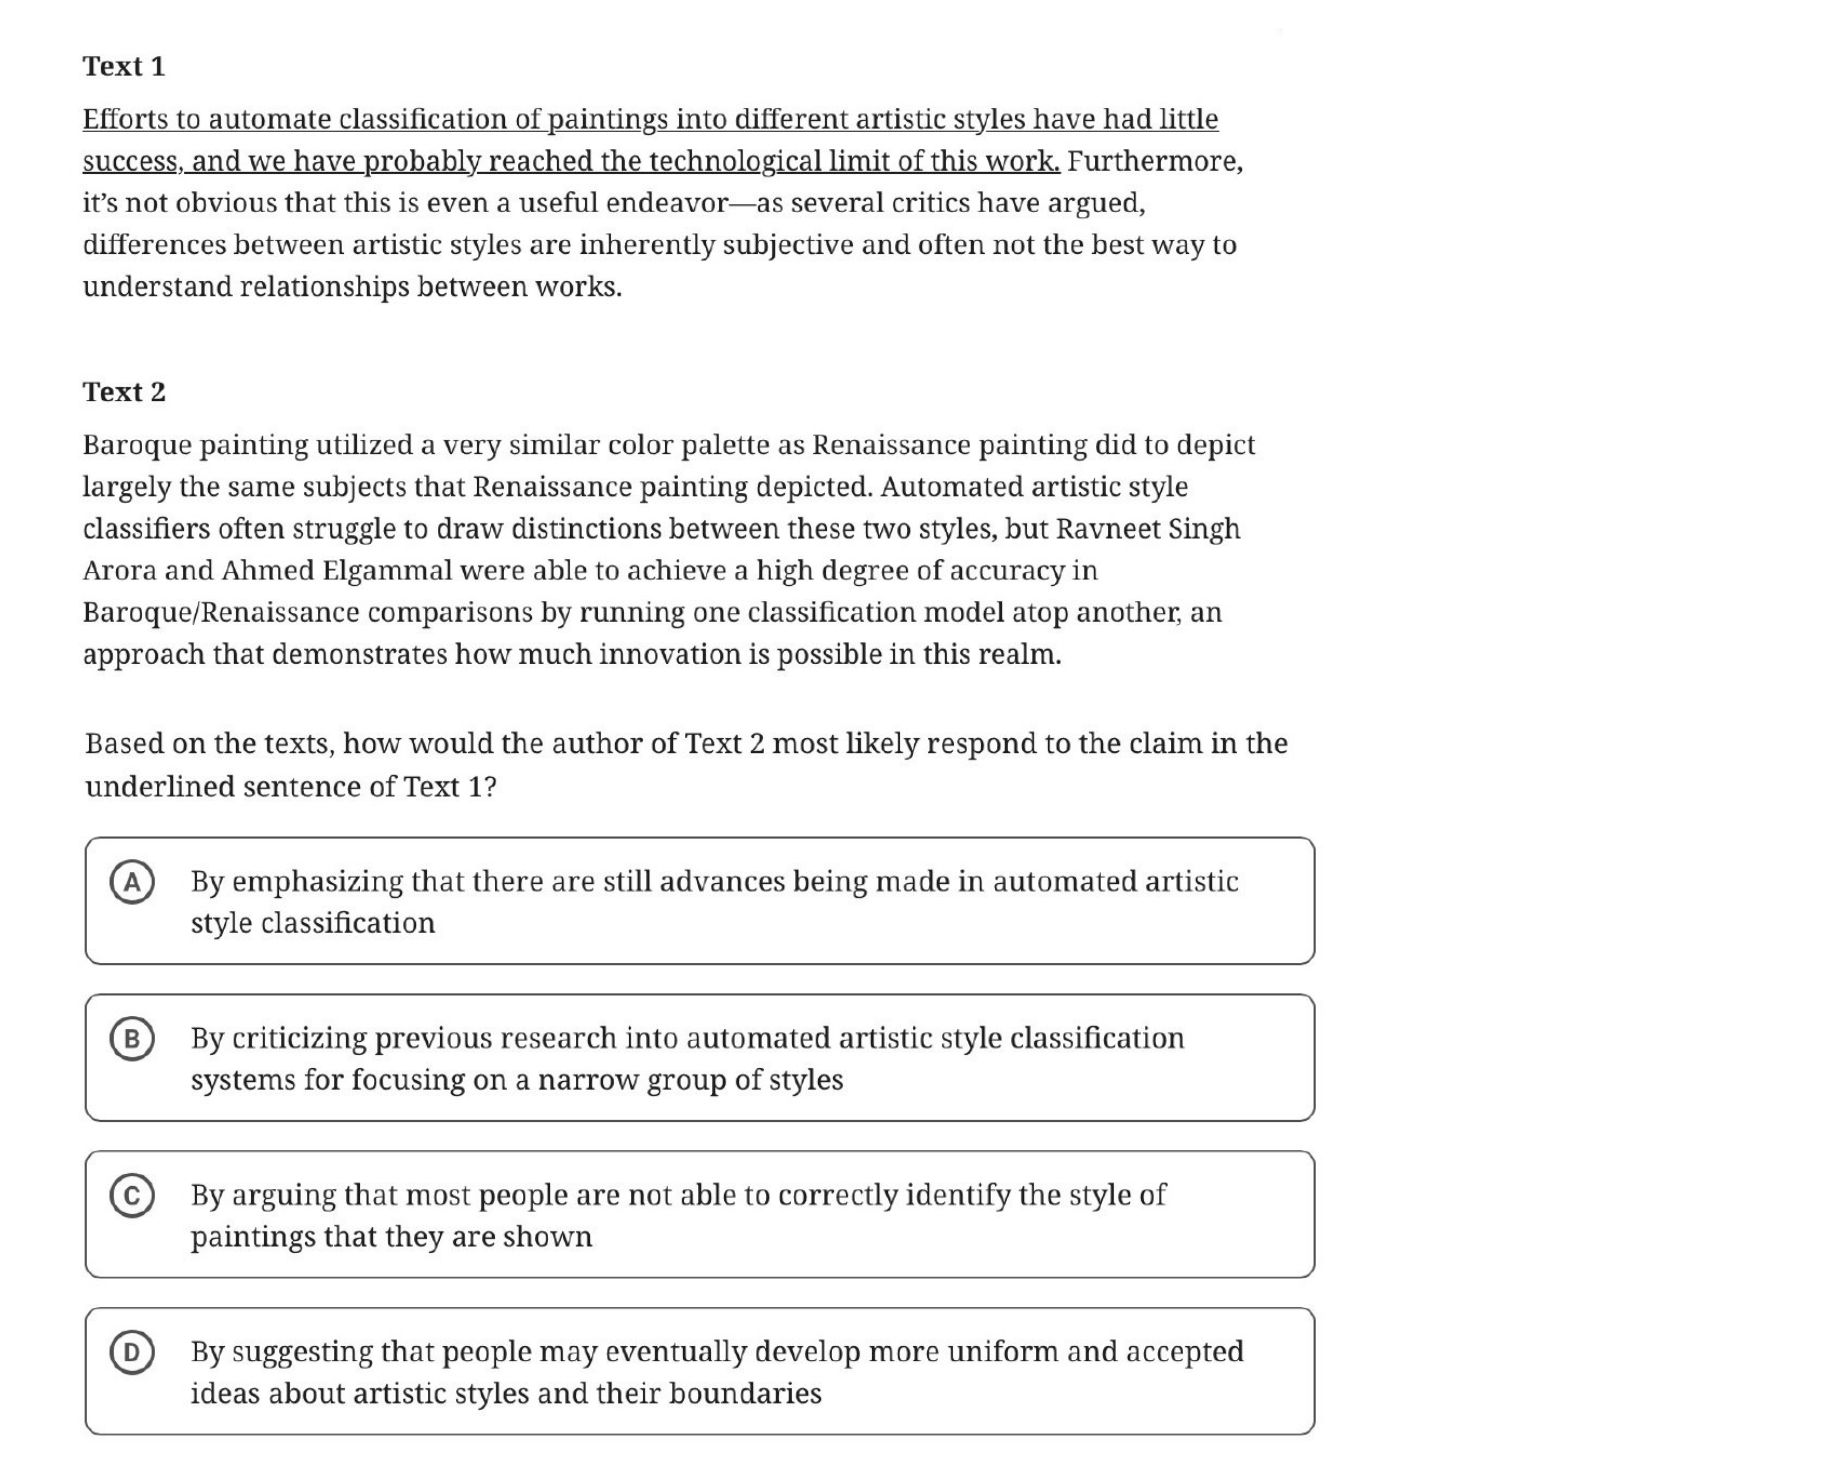 Text 1
Efforts to automate classification of paintings into different artistic styles have had little
success, and we have probably reached the technological limit of this work. Furthermore,
it’s not obvious that this is even a useful endeavor—as several critics have argued,
differences between artistic styles are inherently subjective and often not the best way to
understand relationships between works.
Text 2
Baroque painting utilized a very similar color palette as Renaissance painting did to depict
largely the same subjects that Renaissance painting depicted. Automated artistic style
classifiers often struggle to draw distinctions between these two styles, but Ravneet Singh
Arora and Ahmed Elgammal were able to achieve a high degree of accuracy in
Baroque/Renaissance comparisons by running one classification model atop another, an
approach that demonstrates how much innovation is possible in this realm.
Based on the texts, how would the author of Text 2 most likely respond to the claim in the
underlined sentence of Text 1?
A By emphasizing that there are still advances being made in automated artistic
style classification
B By criticizing previous research into automated artistic style classification
systems for focusing on a narrow group of styles
C By arguing that most people are not able to correctly identify the style of
paintings that they are shown
D By suggesting that people may eventually develop more uniform and accepted
ideas about artistic styles and their boundaries